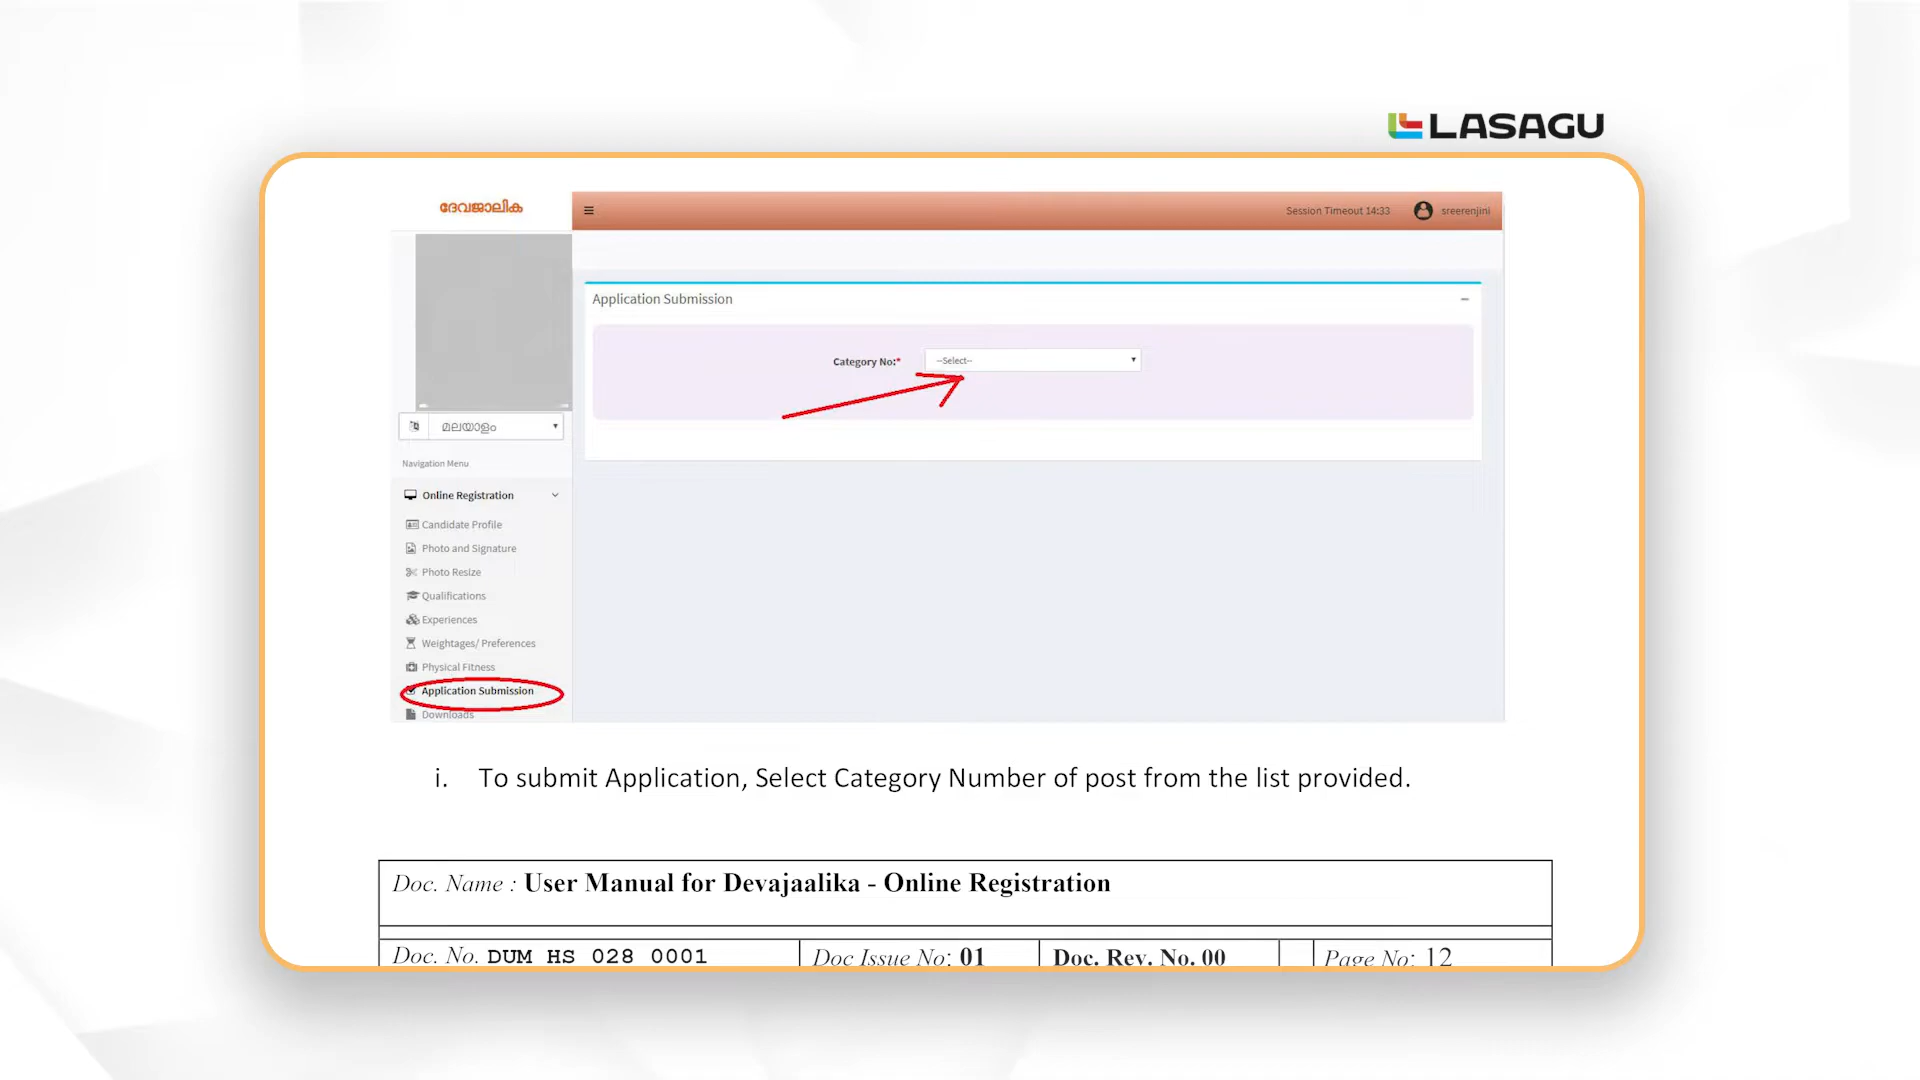 LASAGU
ദേവജാലിക
Session Timeout 14:33
sreerenjini
Application Submission
Category No:*
--Select--
മലയാളം
Navigation Menu
Online Registration
Candidate Profile
Photo and Signature
Photo Resize
Qualifications
Experiences
Weightages/ Preferences
Physical Fitness
Application Submission
Downloads
i. To submit Application, Select Category Number of post from the list provided.
Doc. Name : User Manual for Devajaalika - Online Registration
Doc. No. DUM HS 028 0001
Doc Issue No: 01
Doc. Rev. No. 00
Page No: 12